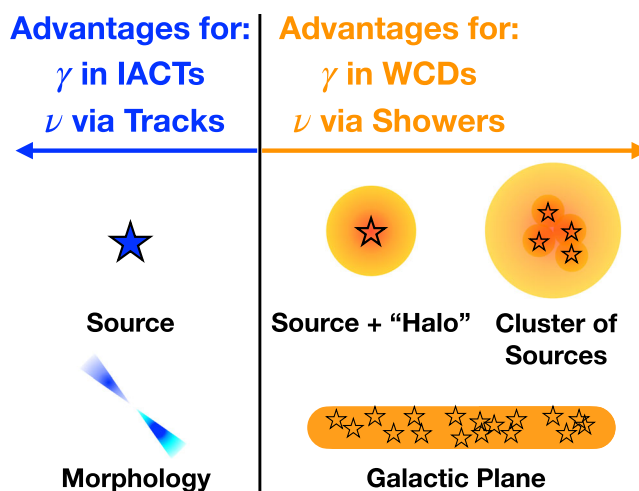 Advantages for:
γ in IACTs
ν via Tracks
Advantages for:
γ in WCDs
ν via Showers
Source
Source + “Halo”
Cluster of
Sources
Morphology
Galactic Plane